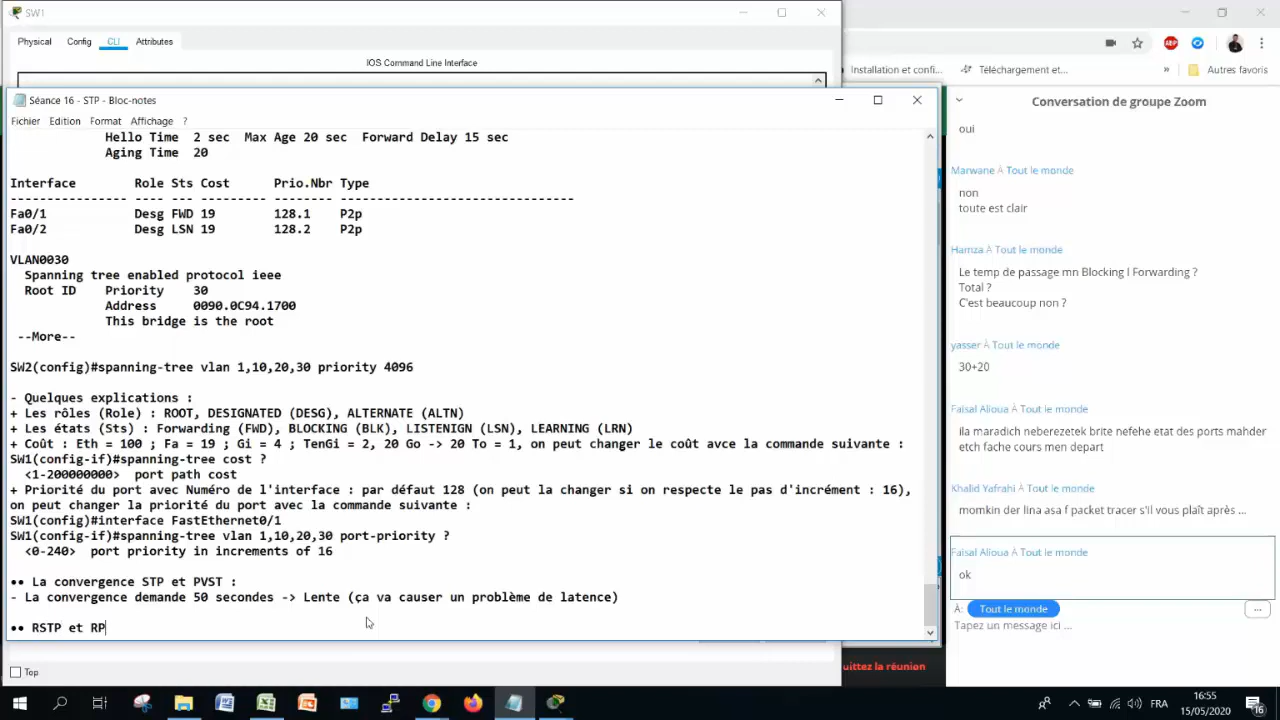 SW1
Physical Config CLI Attributes
IOS Command Line Interface
Séance 16 - STP - Bloc-notes
Fichier Edition Format Affichage ?
Hello Time 2 sec Max Age 20 sec Forward Delay 15 sec
Aging Time 20
Interface Role Sts Cost Prio.Nbr Type
---------------- ---- --- --------- -------- --------------------------------
Fa0/1 Desg FWD 19 128.1 P2p
Fa0/2 Desg LSN 19 128.2 P2p
VLAN0030
Spanning tree enabled protocol ieee
Root ID Priority 30
Address 0090.0C94.1700
This bridge is the root
--More--
SW2(config)#spanning-tree vlan 1,10,20,30 priority 4096
- Quelques explications :
+ Les rôles (Role) : ROOT, DESIGNATED (DESG), ALTERNATE (ALTN)
+ Les états (Sts) : Forwarding (FWD), BLOCKING (BLK), LISTENIGN (LSN), LEARNING (LRN)
+ Coût : Eth = 100 ; Fa = 19 ; Gi = 4 ; TenGi = 2, 20 Go -> 20 To = 1, on peut changer le coût avce la commande suivante :
SW1(config-if)#spanning-tree cost ?
<1-200000000> port path cost
+ Priorité du port avec Numéro de l'interface : par défaut 128 (on peut la changer si on respecte le pas d'incrément : 16),
on peut changer la priorité du port avec la commande suivante :
SW1(config)#interface FastEthernet0/1
SW1(config-if)#spanning-tree vlan 1,10,20,30 port-priority ?
<0-240> port priority in increments of 16
•• La convergence STP et PVST :
- La convergence demande 50 secondes -> Lente (ça va causer un problème de latence)
•• RSTP et RP
Top
Installation et confi...
Téléchargement et...
»
Autres favoris
ABP
Conversation de groupe Zoom
oui
Marwane À Tout le monde
non
toute est clair
Hamza À Tout le monde
Le temp de passage mn Blocking l Forwarding ?
Total ?
C'est beaucoup non ?
yasser À Tout le monde
30+20
Faisal Alioua À Tout le monde
ila maradich neberezetek brite nefehe etat des ports mahder
etch fache cours men depart
Khalid Yafrahi À Tout le monde
momkin der lina asa f packet tracer s'il vous plaît après ...
Faisal Alioua À Tout le monde
ok
À: Tout le monde
...
Tapez un message ici ...
uittez la réunion
FRA
16:55
15/05/2020
16